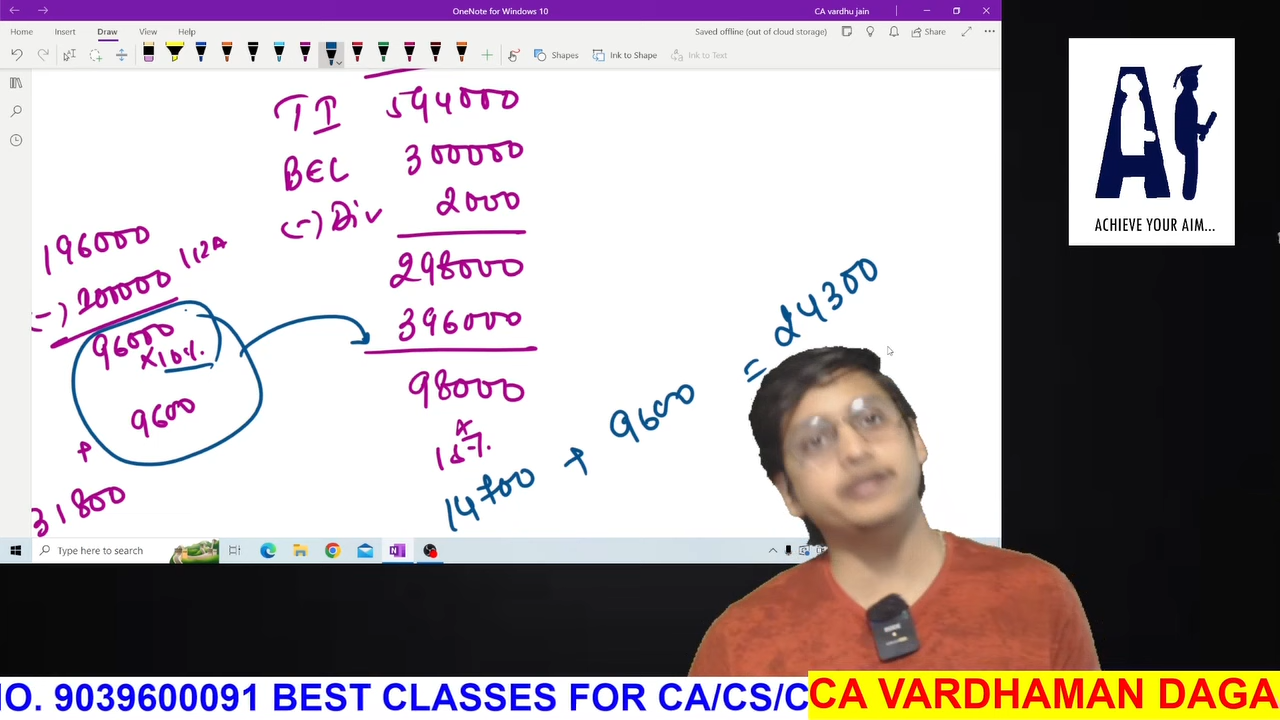 OneNote for Windows 10
CA vardhu jain
Home Insert Draw View Help
Saved offline (out of cloud storage)
Share
Shapes
Ink to Shape
Ink to Text
TI 594000
BEL 300000
(-) Div 2000
298000
396000
98000
x
15%
14700 + 9600 = 24300
196000
(-) 200000 112A
96000
x10%
9600
+
31800
Type here to search
ACHIEVE YOUR AIM...
NO. 9039600091 BEST CLASSES FOR CA/CS/C
CA VARDHAMAN DAGA